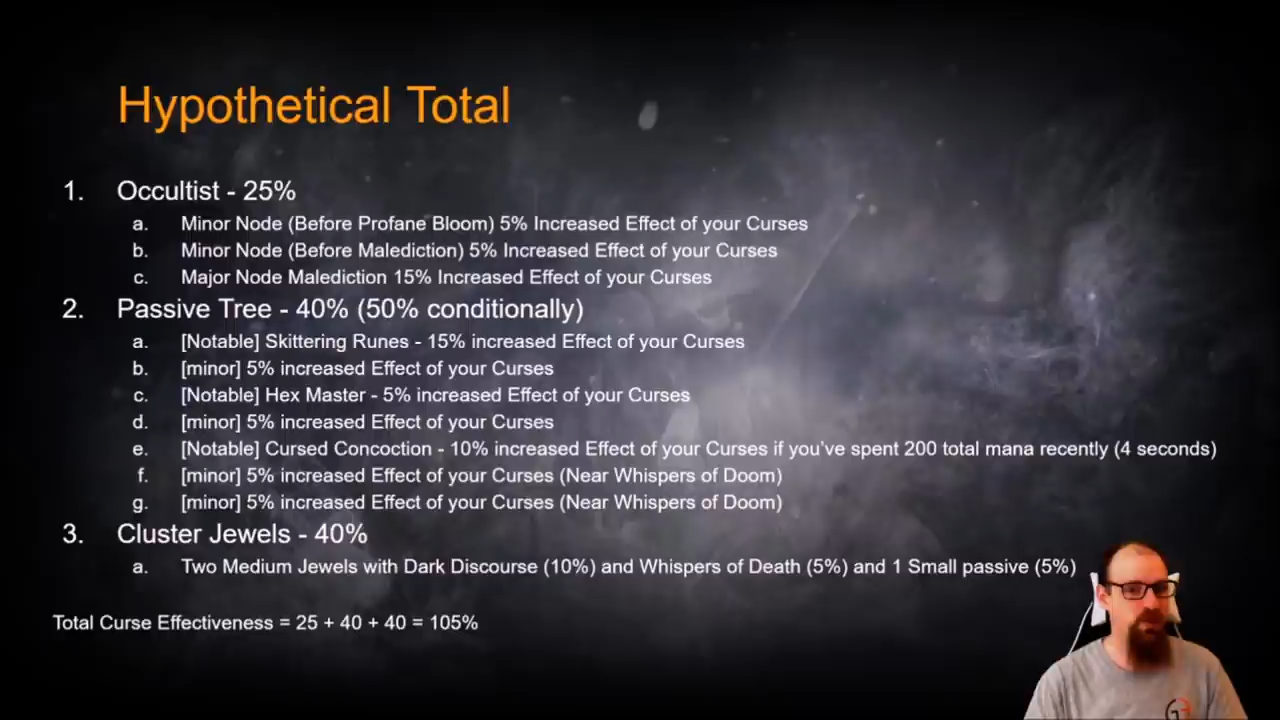 Hypothetical Total
1. Occultist - 25%
a. Minor Node (Before Profane Bloom) 5% Increased Effect of your Curses
b. Minor Node (Before Malediction) 5% Increased Effect of your Curses
c. Major Node Malediction 15% Increased Effect of your Curses
2. Passive Tree - 40% (50% conditionally)
a. [Notable] Skittering Runes - 15% increased Effect of your Curses
b. [minor] 5% increased Effect of your Curses
c. [Notable] Hex Master - 5% increased Effect of your Curses
d. [minor] 5% increased Effect of your Curses
e. [Notable] Cursed Concoction - 10% increased Effect of your Curses if you've spent 200 total mana recently (4 seconds)
f. [minor] 5% increased Effect of your Curses (Near Whispers of Doom)
g. [minor] 5% increased Effect of your Curses (Near Whispers of Doom)
3. Cluster Jewels - 40%
a. Two Medium Jewels with Dark Discourse (10%) and Whispers of Death (5%) and 1 Small passive (5%)
Total Curse Effectiveness = 25 + 40 + 40 = 105%